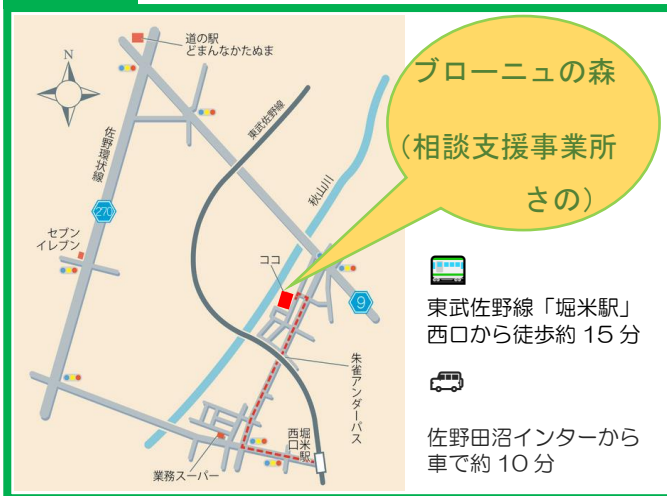 道の駅
どまんなかたぬま
N
東武佐野線
佐野環状線
秋山川
270
セブン
イレブン
ココ
9
朱雀アンダーパス
堀米駅
西口
業務スーパー
ブローニュの森
(相談支援事業所
さの)
東武佐野線「堀米駅」
西口から徒歩約 15 分
佐野田沼インターから
車で約 10 分